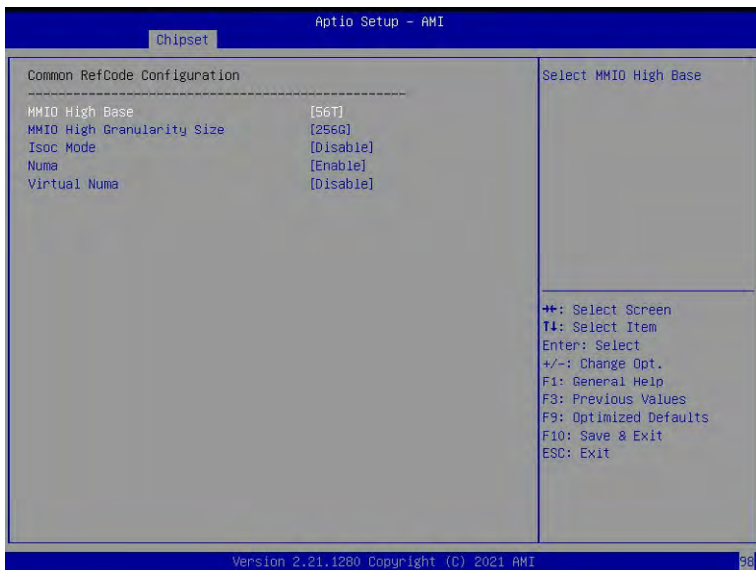 Aptio Setup - AMI
Chipset
Common RefCode Configuration
MMIO High Base [56T]
MMIO High Granularity Size [256G]
Isoc Mode [Disable]
Numa [Enable]
Virtual Numa [Disable]
Select MMIO High Base
→←: Select Screen
↑↓: Select Item
Enter: Select
+/-: Change Opt.
F1: General Help
F3: Previous Values
F9: Optimized Defaults
F10: Save & Exit
ESC: Exit
Version 2.21.1280 Copyright (C) 2021 AMI
98